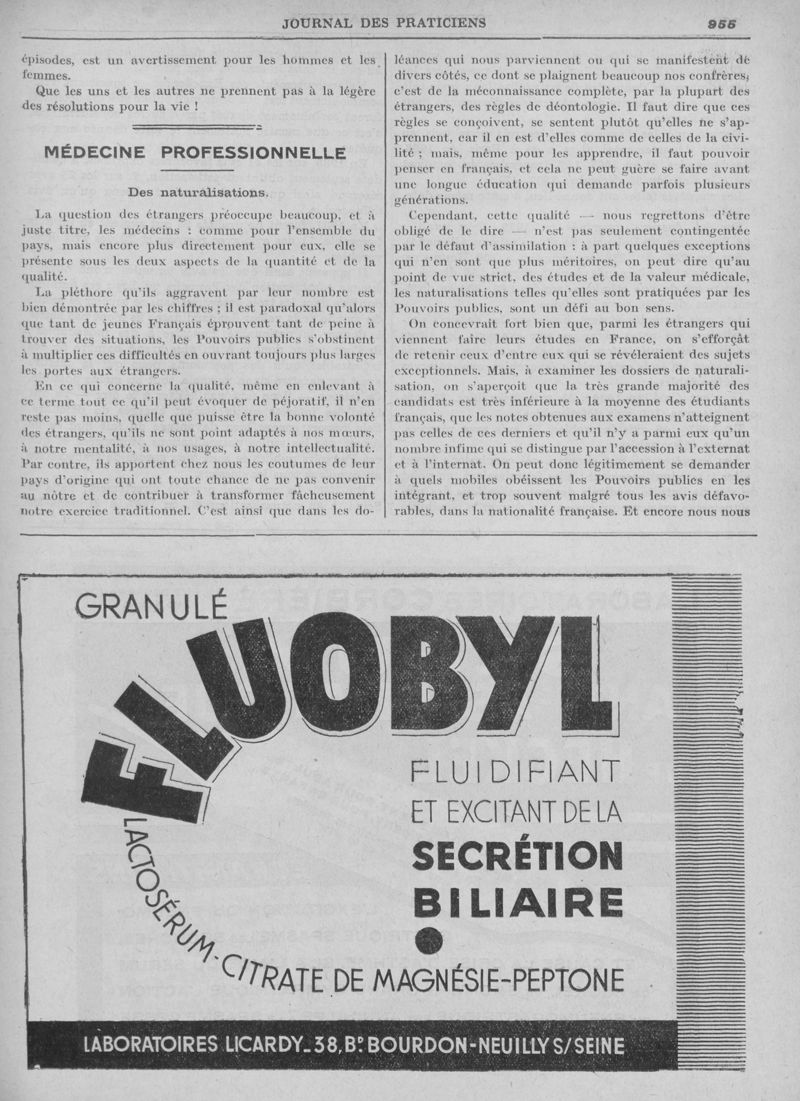 JOURNAL DES PRATICIENS 955
épisodes, est un avertissement pour les hommes et les
femmes.
Que les uns et les autres ne prennent pas à la légère
des résolutions pour la vie !
MÉDECINE PROFESSIONNELLE
Des naturalisations.
La question des étrangers préoccupe beaucoup, et à
juste titre, les médecins : comme pour l'ensemble du
pays, mais encore plus directement pour eux, elle se
présente sous les deux aspects de la quantité et de la
qualité.
La pléthore qu'ils aggravent par leur nombre est
bien démontrée par les chiffres ; il est paradoxal qu'alors
que tant de jeunes Français éprouvent tant de peine à
trouver des situations, les Pouvoirs publics s'obstinent
à multiplier ces difficultés en ouvrant toujours plus larges
les portes aux étrangers.
En ce qui concerne la qualité, même en enlevant à
ce terme tout ce qu'il peut évoquer de péjoratif, il n'en
reste pas moins, quelle que puisse être la bonne volonté
des étrangers, qu'ils ne sont point adaptés à nos mœurs,
à notre mentalité, à nos usages, à notre intellectualité.
Par contre, ils apportent chez nous les coutumes de leur
pays d'origine qui ont toute chance de ne pas convenir
au nôtre et de contribuer à transformer fâcheusement
notre exercice traditionnel. C'est ainsi que dans les do-
léances qui nous parviennent ou qui se manifestent de
divers côtés, ce dont se plaignent beaucoup nos confrères,
c'est de la méconnaissance complète, par la plupart des
étrangers, des règles de déontologie. Il faut dire que ces
règles se conçoivent, se sentent plutôt qu'elles ne s'ap-
prennent, car il en est d'elles comme de celles de la civi-
lité ; mais, même pour les apprendre, il faut pouvoir
penser en français, et cela ne peut guère se faire avant
une longue éducation qui demande parfois plusieurs
générations.
Cependant, cette qualité — nous regrettons d'être
obligé de le dire — n'est pas seulement contingentée
par le défaut d'assimilation : à part quelques exceptions
qui n'en sont que plus méritoires, on peut dire qu'au
point de vue strict, des études et de la valeur médicale,
les naturalisations telles qu'elles sont pratiquées par les
Pouvoirs publics, sont un défi au bon sens.
On concevrait fort bien que, parmi les étrangers qui
viennent faire leurs études en France, on s'efforçât
de retenir ceux d'entre eux qui se révéleraient des sujets
exceptionnels. Mais, à examiner les dossiers de naturali-
sation, on s'aperçoit que la très grande majorité des
candidats est très inférieure à la moyenne des étudiants
français, que les notes obtenues aux examens n'atteignent
pas celles de ces derniers et qu'il n'y a parmi eux qu'un
nombre infime qui se distingue par l'accession à l'externat
et à l'internat. On peut donc légitimement se demander
à quels mobiles obéissent les Pouvoirs publics en les
intégrant, et trop souvent malgré tous les avis défavo-
rables, dans la nationalité française. Et encore nous nous
GRANULÉ
FLUOBYL
FLUIDIFIANT
ET EXCITANT DE LA
SECRÉTION
BILIAIRE
LACTOSÉRUM-CITRATE DE MAGNÉSIE-PEPTONE
LABORATOIRES LICARDY_38, Bᴰ BOURDON-NEUILLY S/SEINE